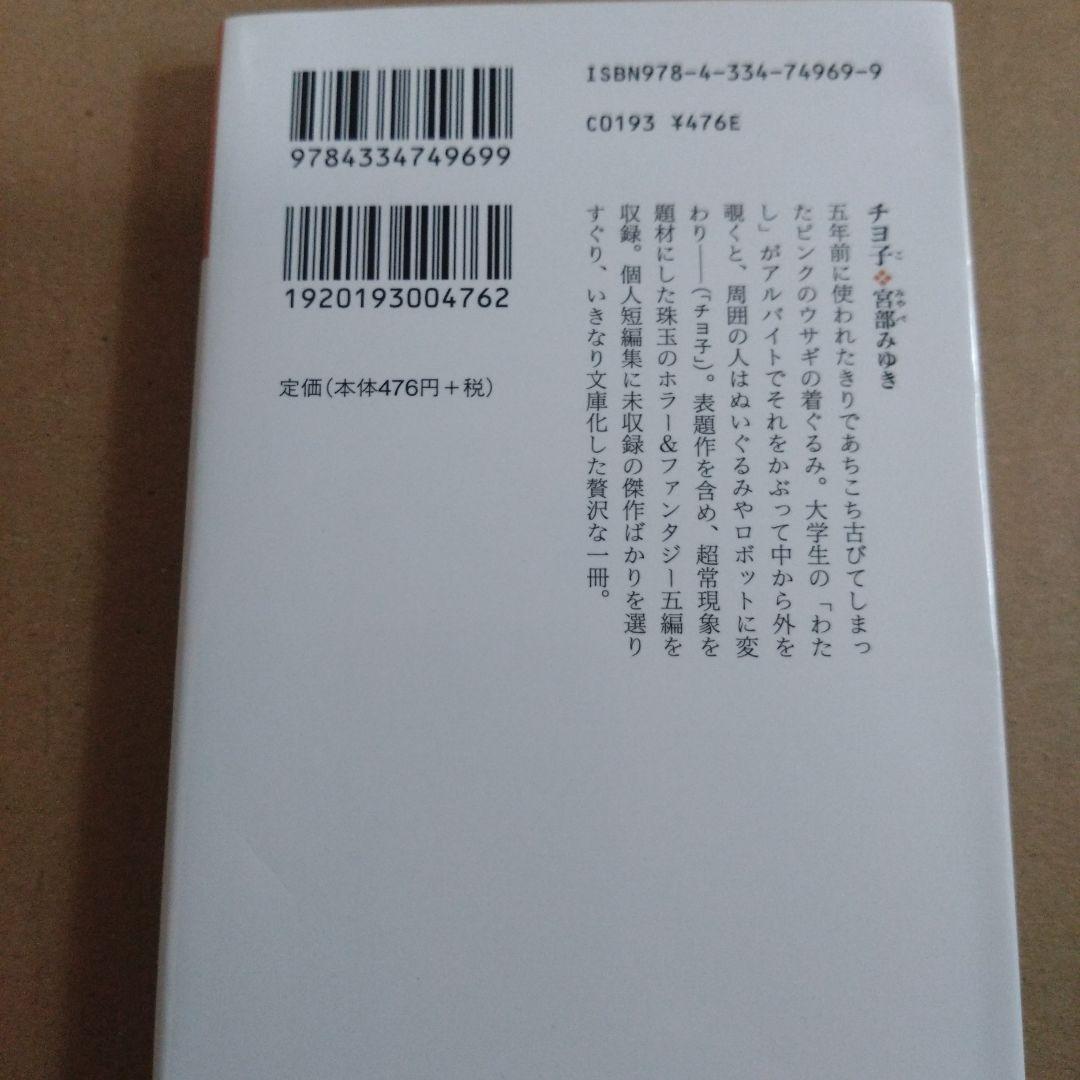 ISBN978-4-334-74969-9
C0193 ¥476E
9784334749699
1920193004762
定価(本体476円+税)
チヨ子❖宮部みゆき
五年前に使われたきりであちこち古びてしまっ
たピンクのウサギの着ぐるみ。大学生の「わた
し」がアルバイトでそれをかぶって中から外を
覗くと、周囲の人はぬいぐるみやロボットに変
わり――(「チヨ子」)。表題作を含め、超常現象を
題材にした珠玉のホラー&ファンタジー五編を
収録。個人短編集に未収録の傑作ばかりを選り
すぐり、いきなり文庫化した贅沢な一冊。